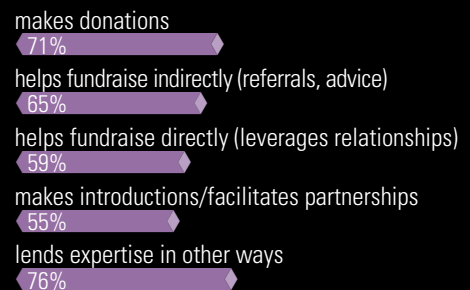 makes donations
71%
helps fundraise indirectly (referrals, advice)
65%
helps fundraise directly (leverages relationships)
59%
makes introductions/facilitates partnerships
55%
lends expertise in other ways
76%